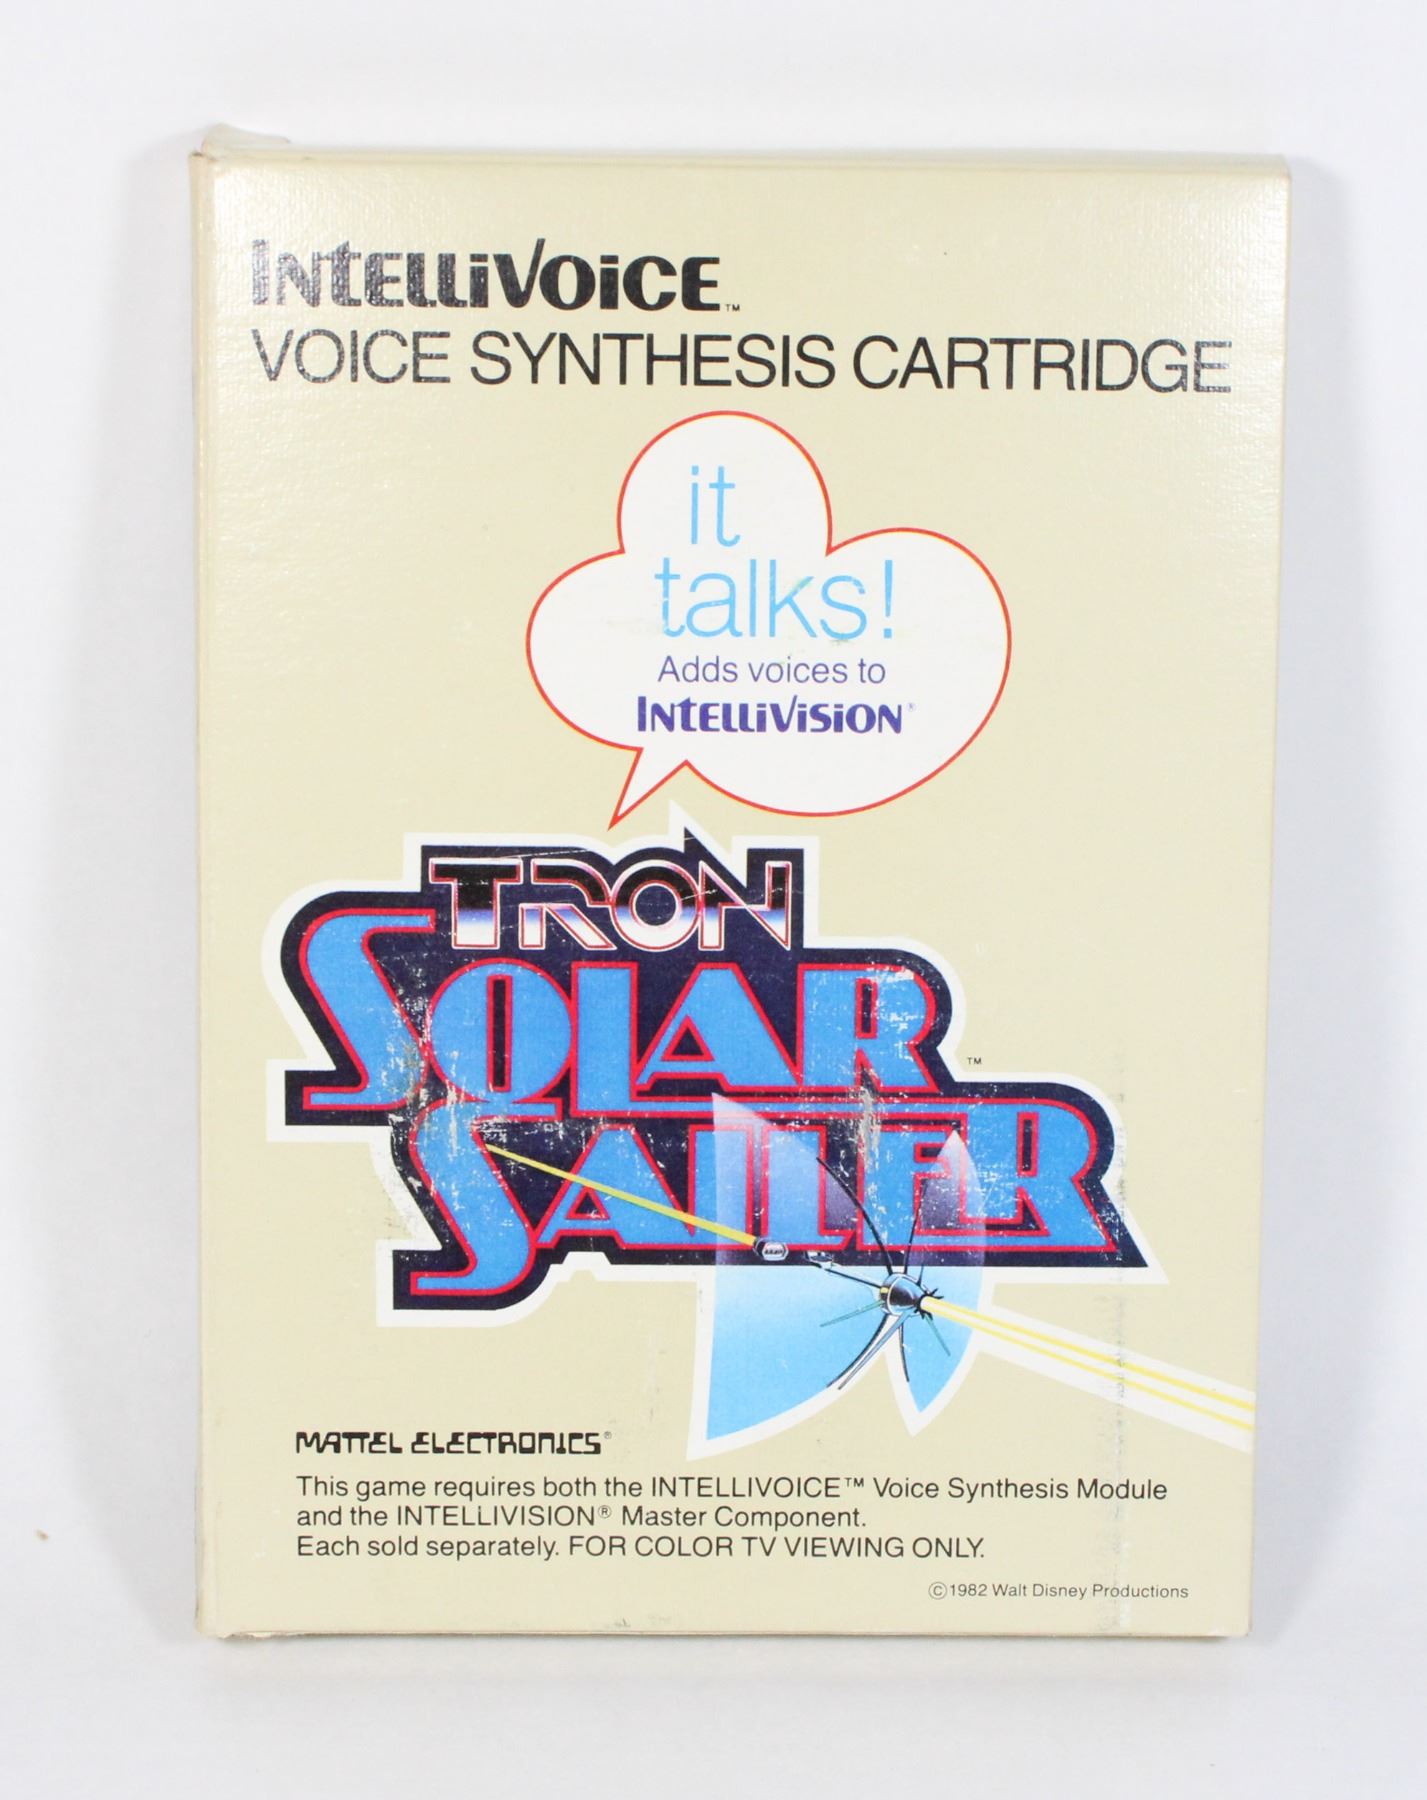 INTELLIVOICE™
VOICE SYNTHESIS CARTRIDGE
it
talks!
Adds voices to
INTELLIVISION®
TRON
SOLAR
SAILER™
MATTEL ELECTRONICS®
This game requires both the INTELLIVOICE™ Voice Synthesis Module
and the INTELLIVISION® Master Component.
Each sold separately. FOR COLOR TV VIEWING ONLY.
©1982 Walt Disney Productions